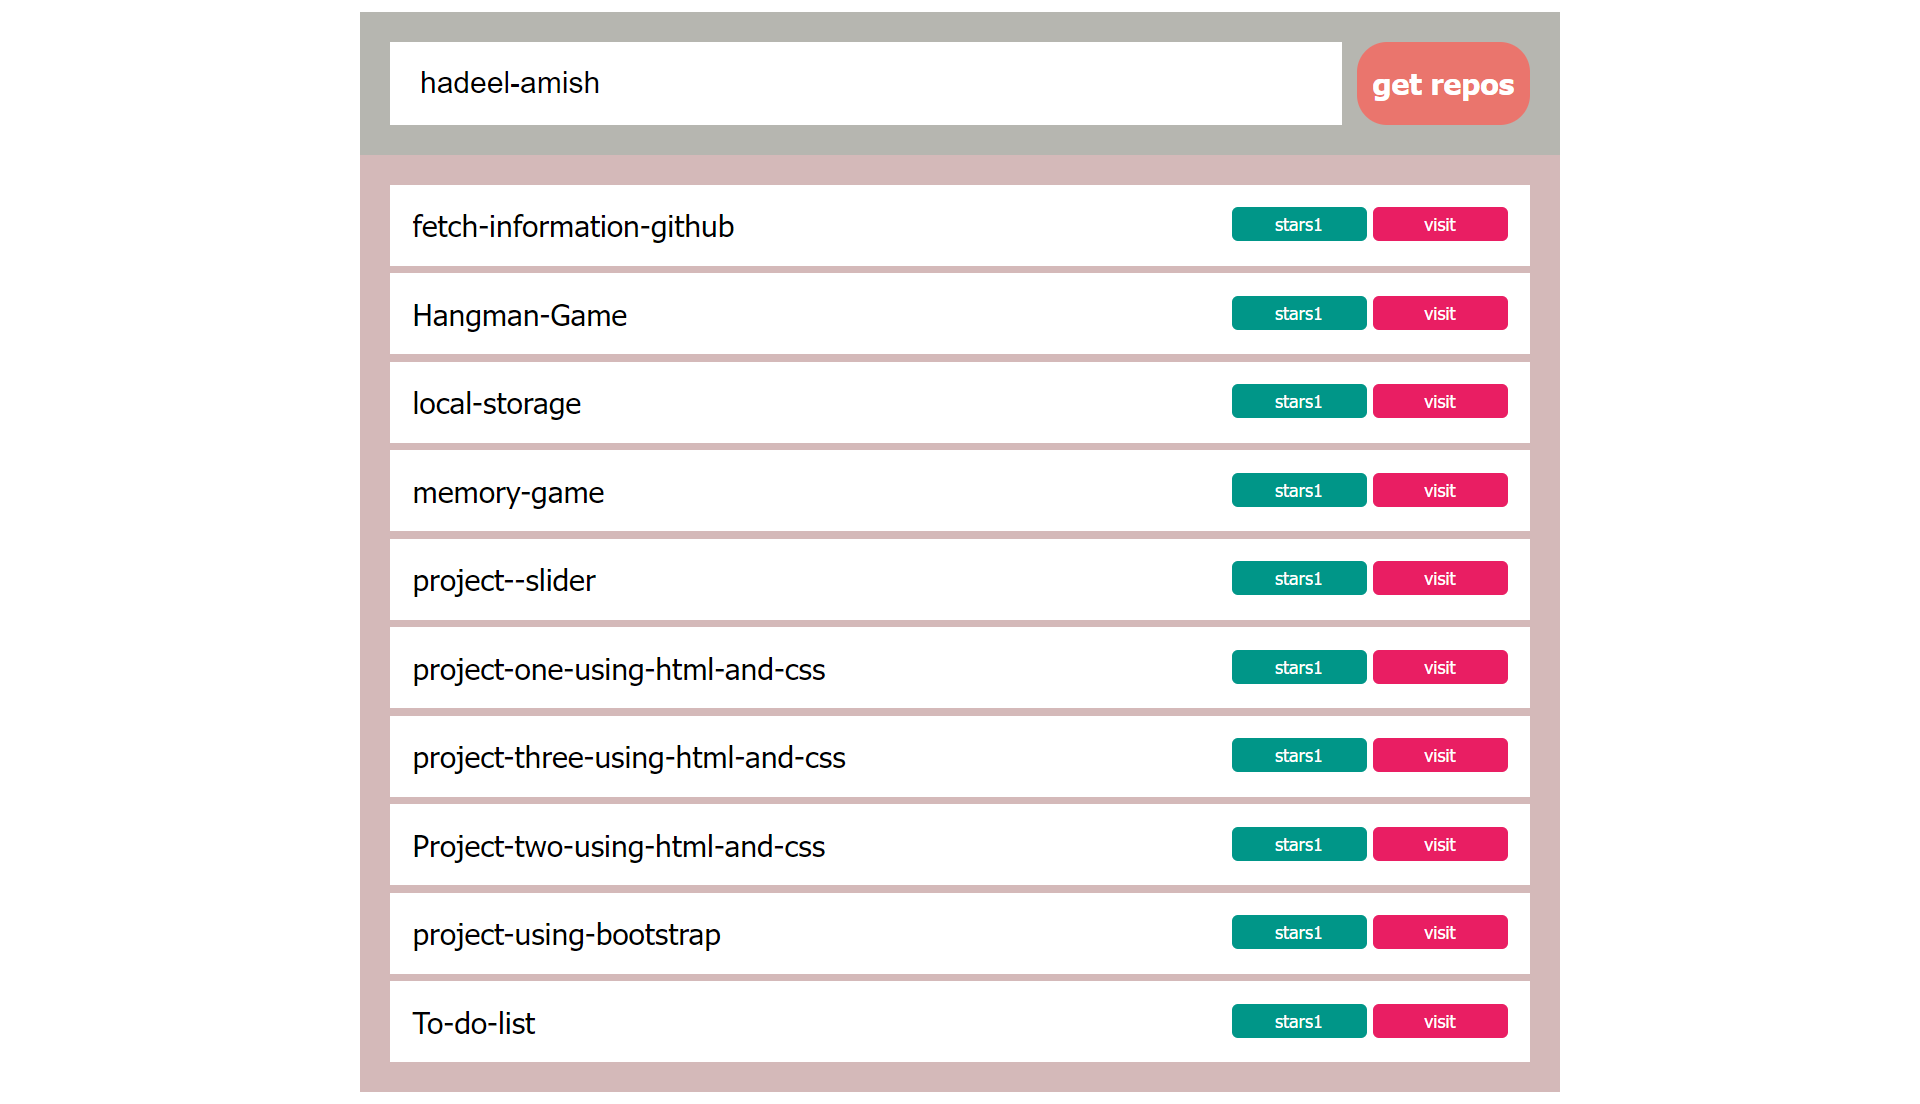 hadeel-amish get repos
fetch-information-github stars1 visit
Hangman-Game stars1 visit
local-storage stars1 visit
memory-game stars1 visit
project--slider stars1 visit
project-one-using-html-and-css stars1 visit
project-three-using-html-and-css stars1 visit
Project-two-using-html-and-css stars1 visit
project-using-bootstrap stars1 visit
To-do-list stars1 visit